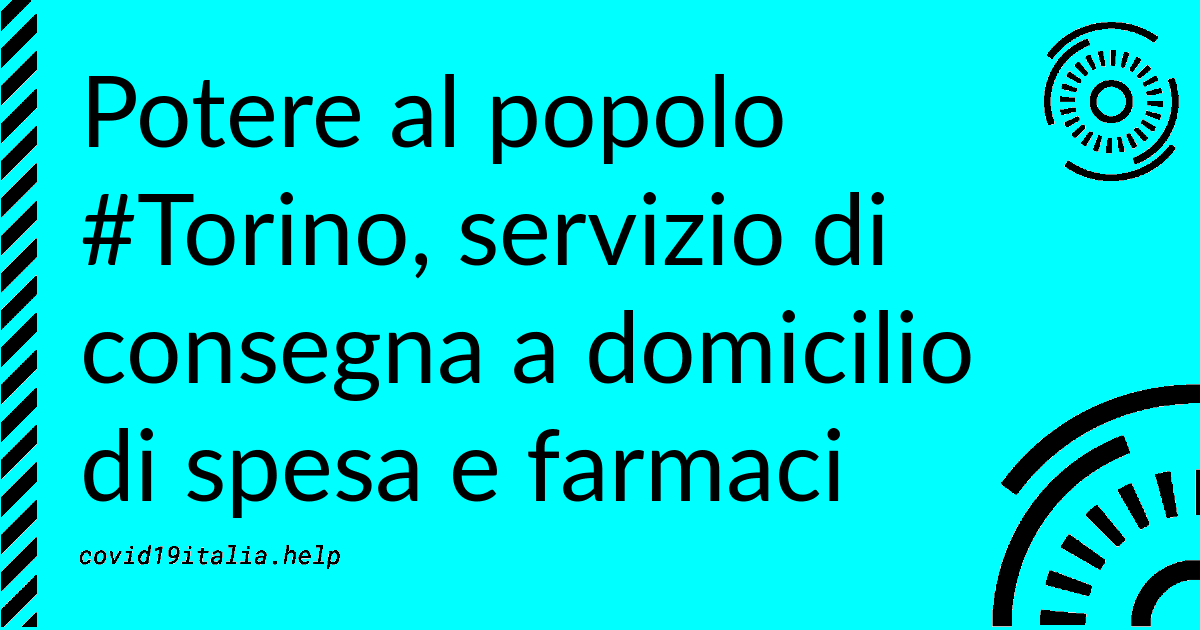 Potere al popolo
#Torino, servizio di
consegna a domicilio
di spesa e farmaci
covid19italia.help